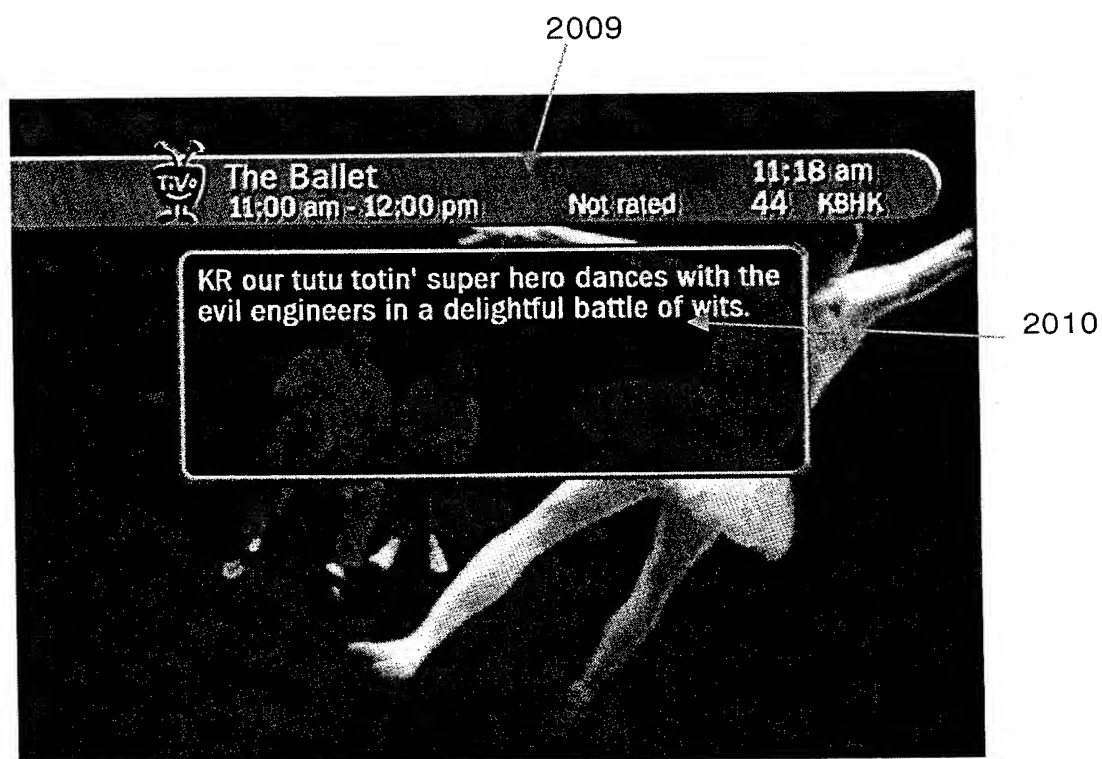 2009
TiVo
The Ballet
11:18 am
11:00 am - 12:00 pm
Not rated
44 KBHK
KR our tutu totin' super hero dances with the
evil engineers in a delightful battle of wits.
2010